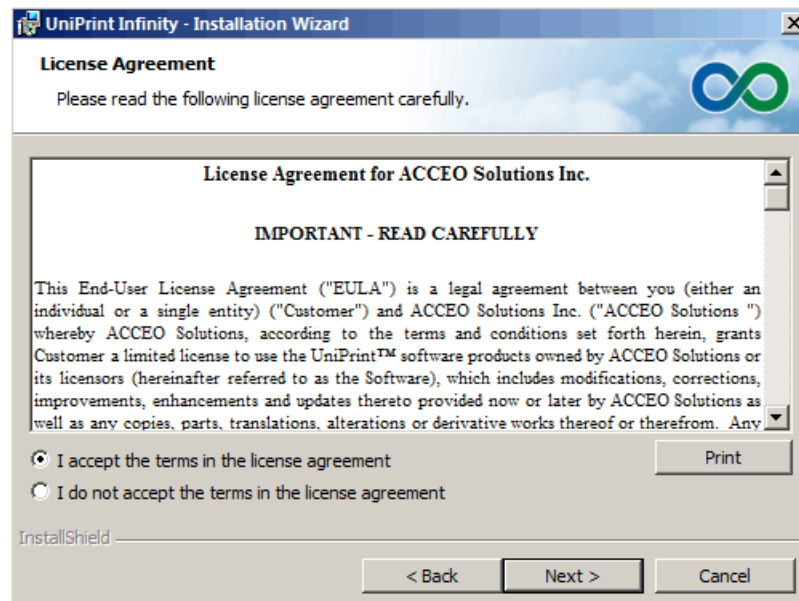 UniPrint Infinity - Installation Wizard
License Agreement
Please read the following license agreement carefully.
License Agreement for ACCEO Solutions Inc.
IMPORTANT - READ CAREFULLY
This End-User License Agreement ("EULA") is a legal agreement between you (either an
individual or a single entity) ("Customer") and ACCEO Solutions Inc. ("ACCEO Solutions ")
whereby ACCEO Solutions, according to the terms and conditions set forth herein, grants
Customer a limited license to use the UniPrint™ software products owned by ACCEO Solutions or
its licensors (hereinafter referred to as the Software), which includes modifications, corrections,
improvements, enhancements and updates thereto provided now or later by ACCEO Solutions as
well as any copies, parts, translations, alterations or derivative works thereof or therefrom. Any
I accept the terms in the license agreement
Print
I do not accept the terms in the license agreement
InstallShield
< Back Next > Cancel